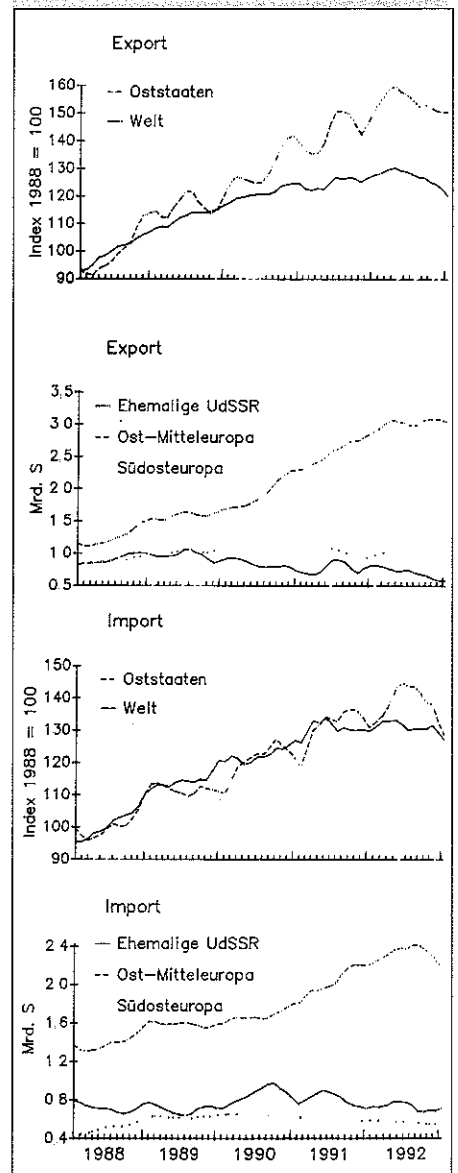 Export
160
150
140
130
120
110
100
90
Index 1988 = 100
Oststaaten
Welt
Export
3.5
3.0
2.5
2.0
1.5
1.0
0.5
Mrd. S
Ehemalige UdSSR
Ost-Mitteleuropa
Südosteuropa
Import
150
140
130
120
110
100
90
Index 1988 = 100
Oststaaten
Welt
Import
2.4
2.0
1.6
1.2
0.8
0.4
Mrd. S
Ehemalige UdSSR
Ost-Mitteleuropa
Südosteuropa
1988 1989 1990 1991 1992